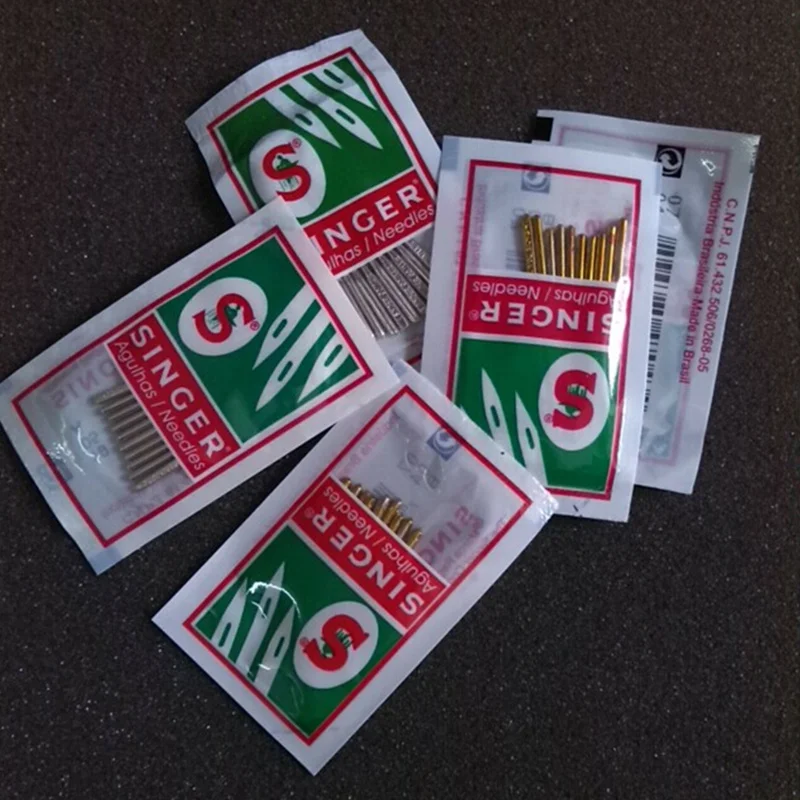 S®
SINGER®
Agulhas / Needles
S®
SINGER®
Agulhas / Needles
SINGER®
Agulhas / Needles
S®
SINGER®
Agulhas / Needles
S®
C.N.P.J. 61.432.506/0268-05
Indústria Brasileira Made in Brasil